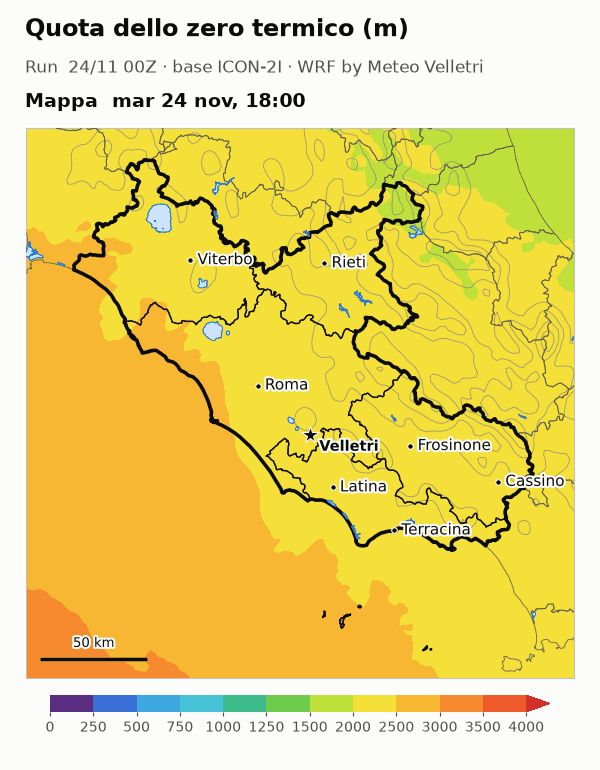 Quota dello zero termico (m)
Run  24/11 00Z · base ICON-2I · WRF by Meteo Velletri
Mappa  mar 24 nov, 18:00
Viterbo
Rieti
Roma
Velletri
Frosinone
Cassino
Latina
Terracina
50 km
0 250 500 750 1000 1250 1500 2000 2500 3000 3500 4000